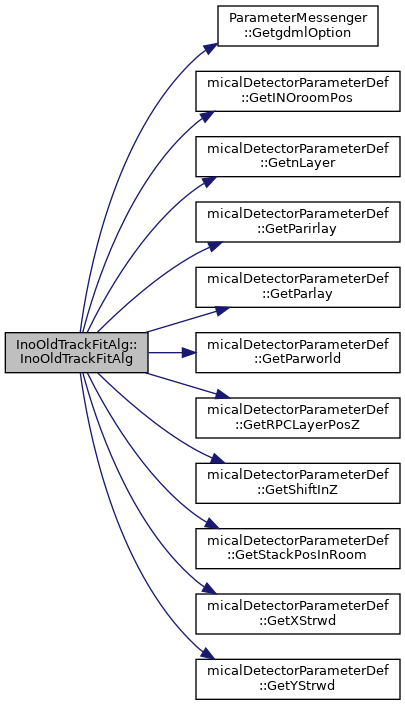 ParameterMessenger
::GetgdmlOption
micalDetectorParameterDef
::GetINOroomPos
micalDetectorParameterDef
::GetnLayer
micalDetectorParameterDef
::GetParirlay
micalDetectorParameterDef
::GetParlay
InoOldTrackFitAlg::
InoOldTrackFitAlg
micalDetectorParameterDef
::GetParworld
micalDetectorParameterDef
::GetRPCLayerPosZ
micalDetectorParameterDef
::GetShiftInZ
micalDetectorParameterDef
::GetStackPosInRoom
micalDetectorParameterDef
::GetXStrwd
micalDetectorParameterDef
::GetYStrwd